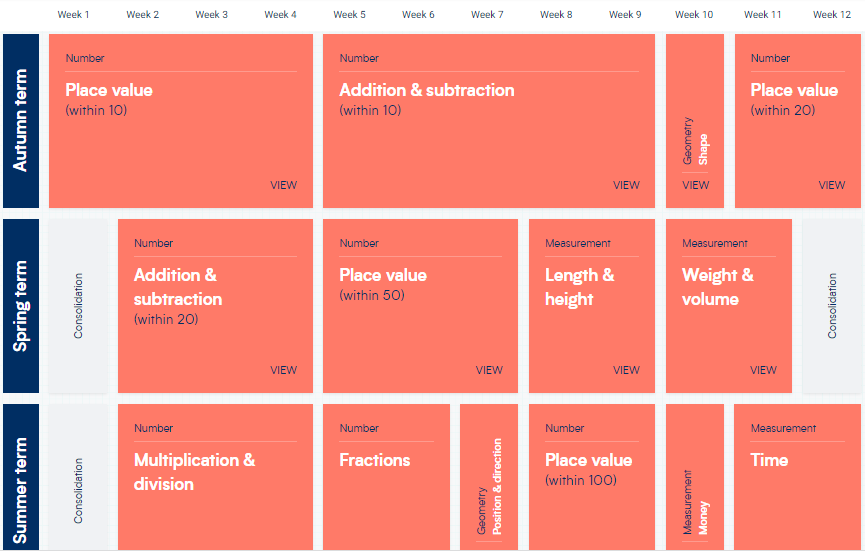 Week 1 Week 2 Week 3 Week 4 Week 5 Week 6 Week 7 Week 8 Week 9 Week 10 Week 11 Week 12
Autumn term
Number
Place value
(within 10)
VIEW
Number
Addition & subtraction
(within 10)
VIEW
Geometry
Shape
VIEW
Number
Place value
(within 20)
VIEW
Spring term
Consolidation
Number
Addition &
subtraction
(within 20)
VIEW
Number
Place value
(within 50)
VIEW
Measurement
Length &
height
VIEW
Measurement
Weight &
volume
VIEW
Consolidation
Summer term
Consolidation
Number
Multiplication &
division
Number
Fractions
Geometry
Position & direction
Number
Place value
(within 100)
Measurement
Money
Measurement
Time